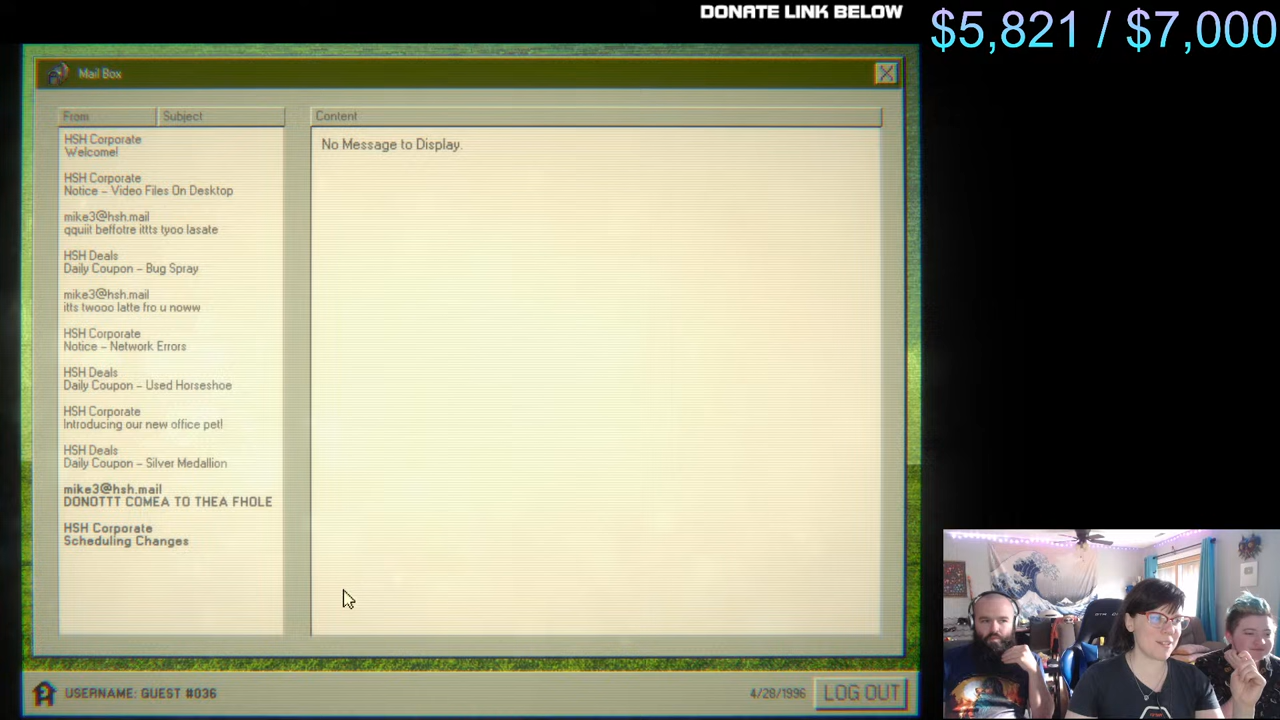 DONATE LINK BELOW
$5,821 / $7,000
Mail Box
From Subject Content
HSH Corporate
Welcome!
HSH Corporate
Notice - Video Files On Desktop
mike3@hsh.mail
qquiit beffotre ittts tyoo lasate
HSH Deals
Daily Coupon - Bug Spray
mike3@hsh.mail
itts twooo latte fro u noww
HSH Corporate
Notice - Network Errors
HSH Deals
Daily Coupon - Used Horseshoe
HSH Corporate
Introducing our new office pet!
HSH Deals
Daily Coupon - Silver Medallion
mike3@hsh.mail
DONOTTT COMEA TO THEA FHOLE
HSH Corporate
Scheduling Changes
No Message to Display.
USERNAME: GUEST #036
4/28/1996
LOG OUT